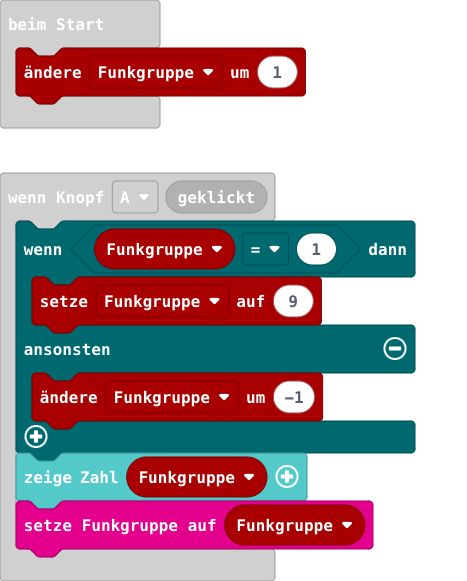 beim Start
ändere Funkgruppe um 1
wenn Knopf A geklickt
wenn Funkgruppe = 1 dann
setze Funkgruppe auf 9
ansonsten
ändere Funkgruppe um −1
zeige Zahl Funkgruppe
setze Funkgruppe auf Funkgruppe